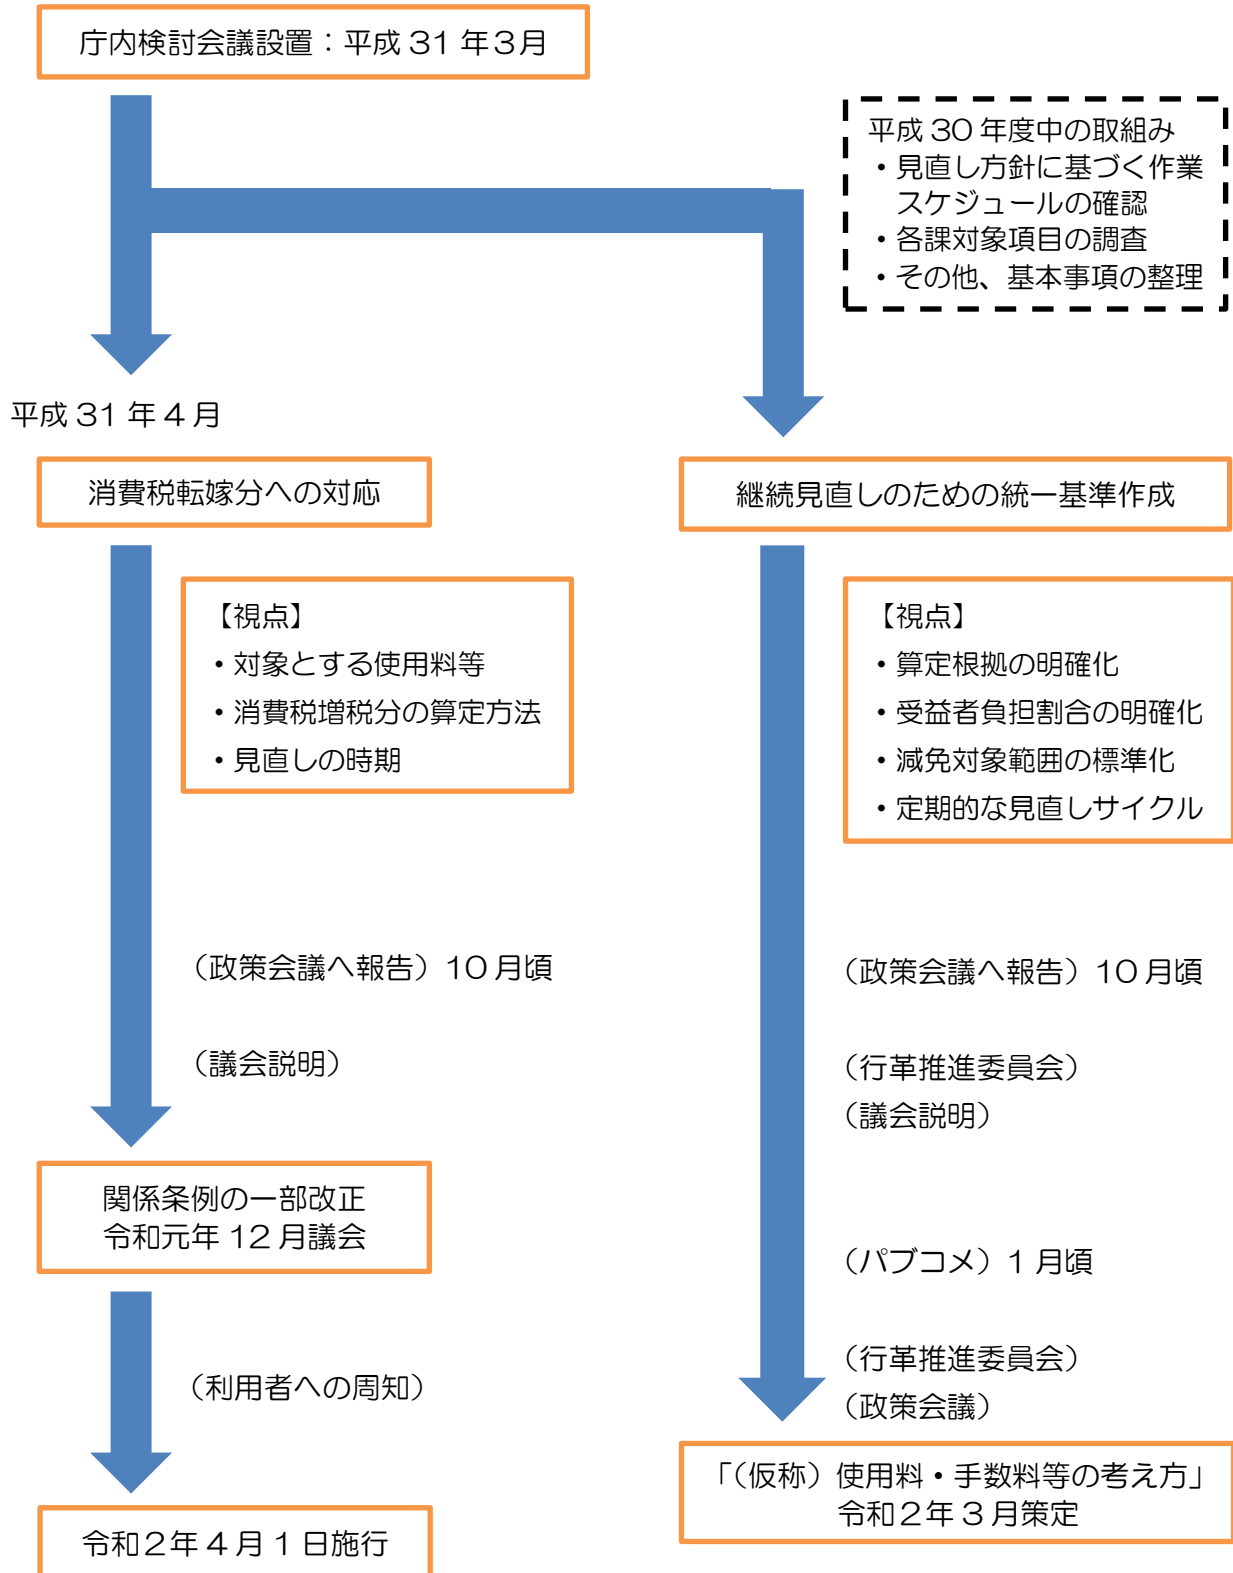 庁内検討会議設置：平成31年3月
平成30年度中の取組み
・見直し方針に基づく作業
スケジュールの確認
・各課対象項目の調査
・その他、基本事項の整理
平成31年4月
消費税転嫁分への対応
【視点】
・対象とする使用料等
・消費税増税分の算定方法
・見直しの時期
（政策会議へ報告）10月頃
（議会説明）
関係条例の一部改正
令和元年12月議会
（利用者への周知）
令和2年4月1日施行
継続見直しのための統一基準作成
【視点】
・算定根拠の明確化
・受益者負担割合の明確化
・減免対象範囲の標準化
・定期的な見直しサイクル
（政策会議へ報告）10月頃
（行革推進委員会）
（議会説明）
（パブコメ）1月頃
（行革推進委員会）
（政策会議）
「（仮称）使用料・手数料等の考え方」
令和2年3月策定